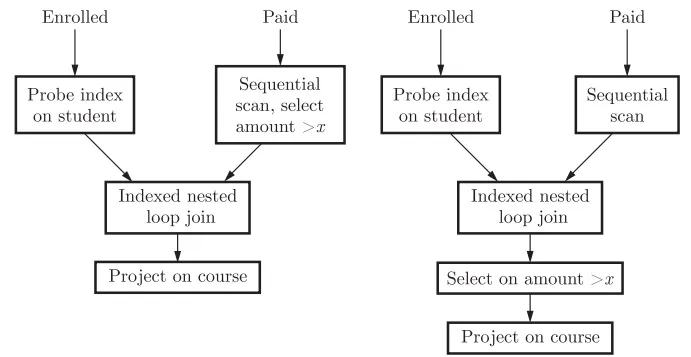 Enrolled
Paid
Probe index
on student
Sequential
scan, select
amount >x
Indexed nested
loop join
Project on course
Enrolled
Paid
Probe index
on student
Sequential
scan
Indexed nested
loop join
Select on amount >x
Project on course